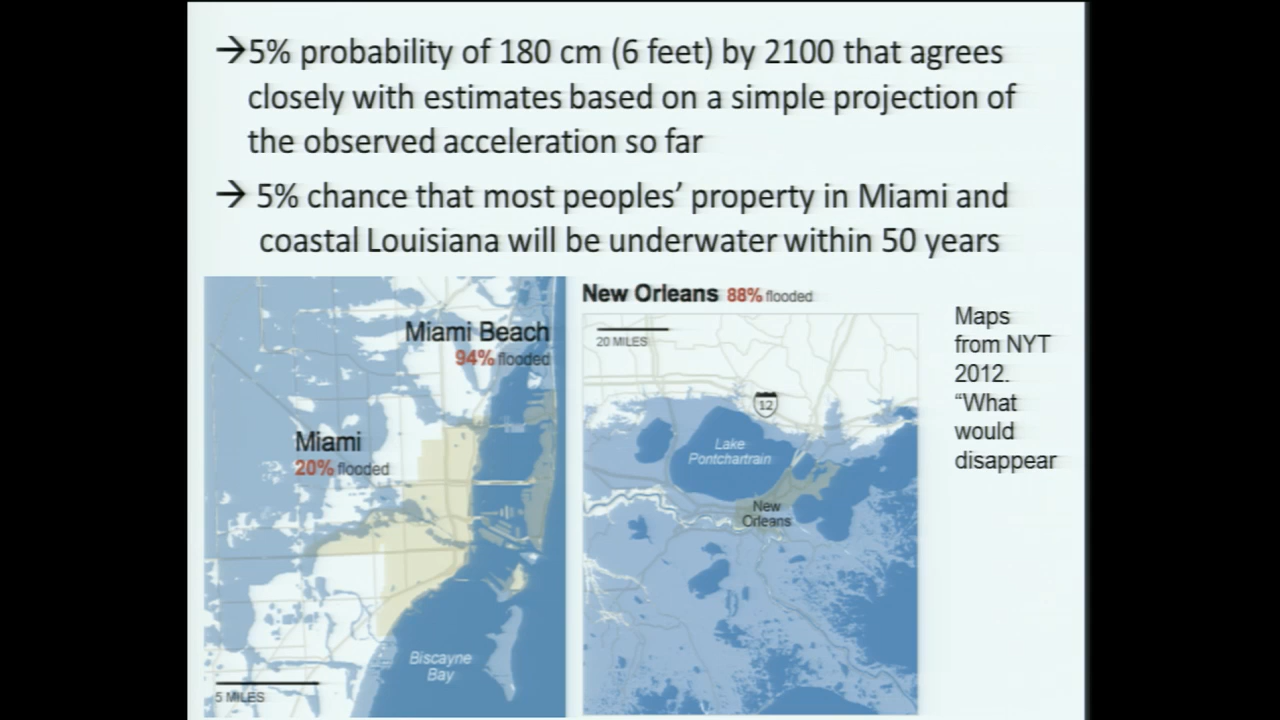 →5% probability of 180 cm (6 feet) by 2100 that agrees
closely with estimates based on a simple projection of
the observed acceleration so far
→ 5% chance that most peoples’ property in Miami and
coastal Louisiana will be underwater within 50 years
Miami Beach
94% flooded
Miami
20% flooded
Biscayne
Bay
5 MILES
New Orleans 88% flooded
20 MILES
12
Lake
Pontchartrain
New
Orleans
Maps
from NYT
2012.
“What
would
disappear